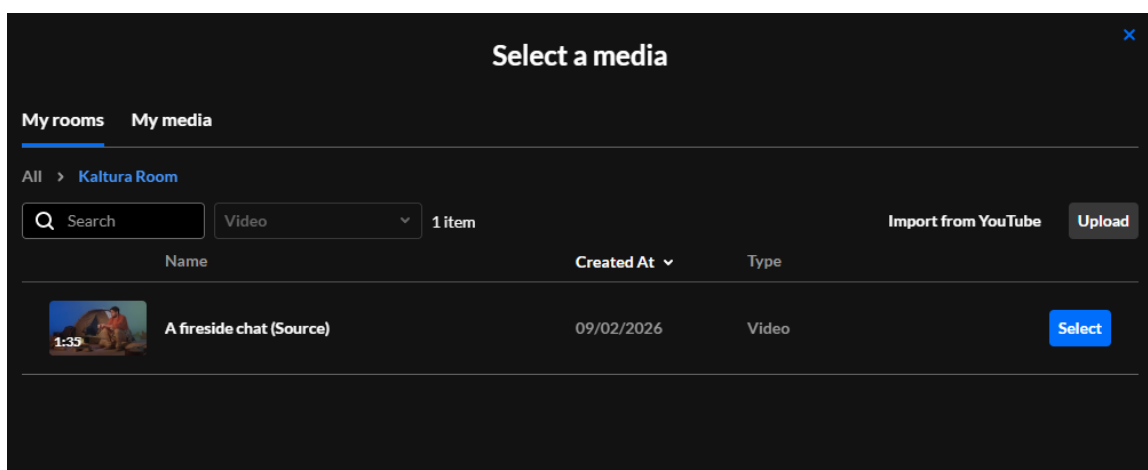 Select a media
My rooms My media
All > Kaltura Room
Search Video 1 item Import from YouTube Upload
Name Created At Type
1:35 A fireside chat (Source) 09/02/2026 Video Select